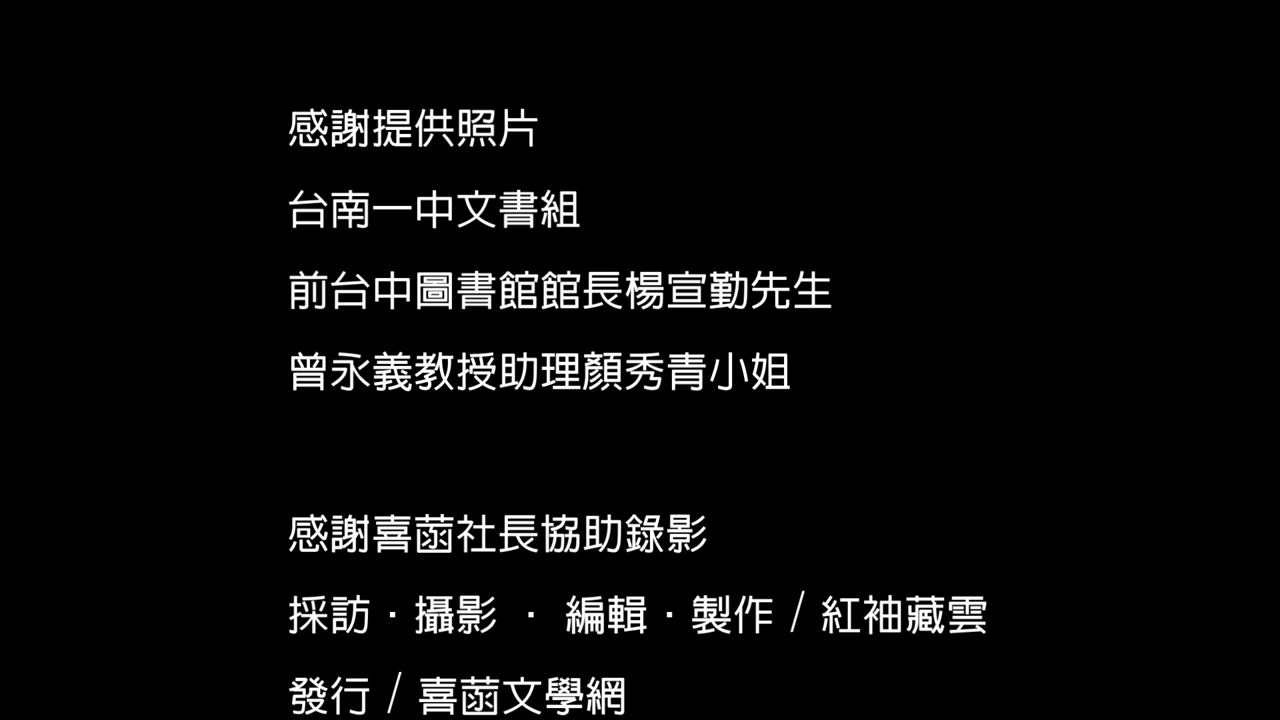 感謝提供照片
台南一中文書組
前台中圖書館館長楊宣勤先生
曾永義教授助理顏秀青小姐
感謝喜菡社長協助錄影
採訪．攝影 ． 編輯．製作 / 紅袖藏雲
發行 / 喜菡文學網